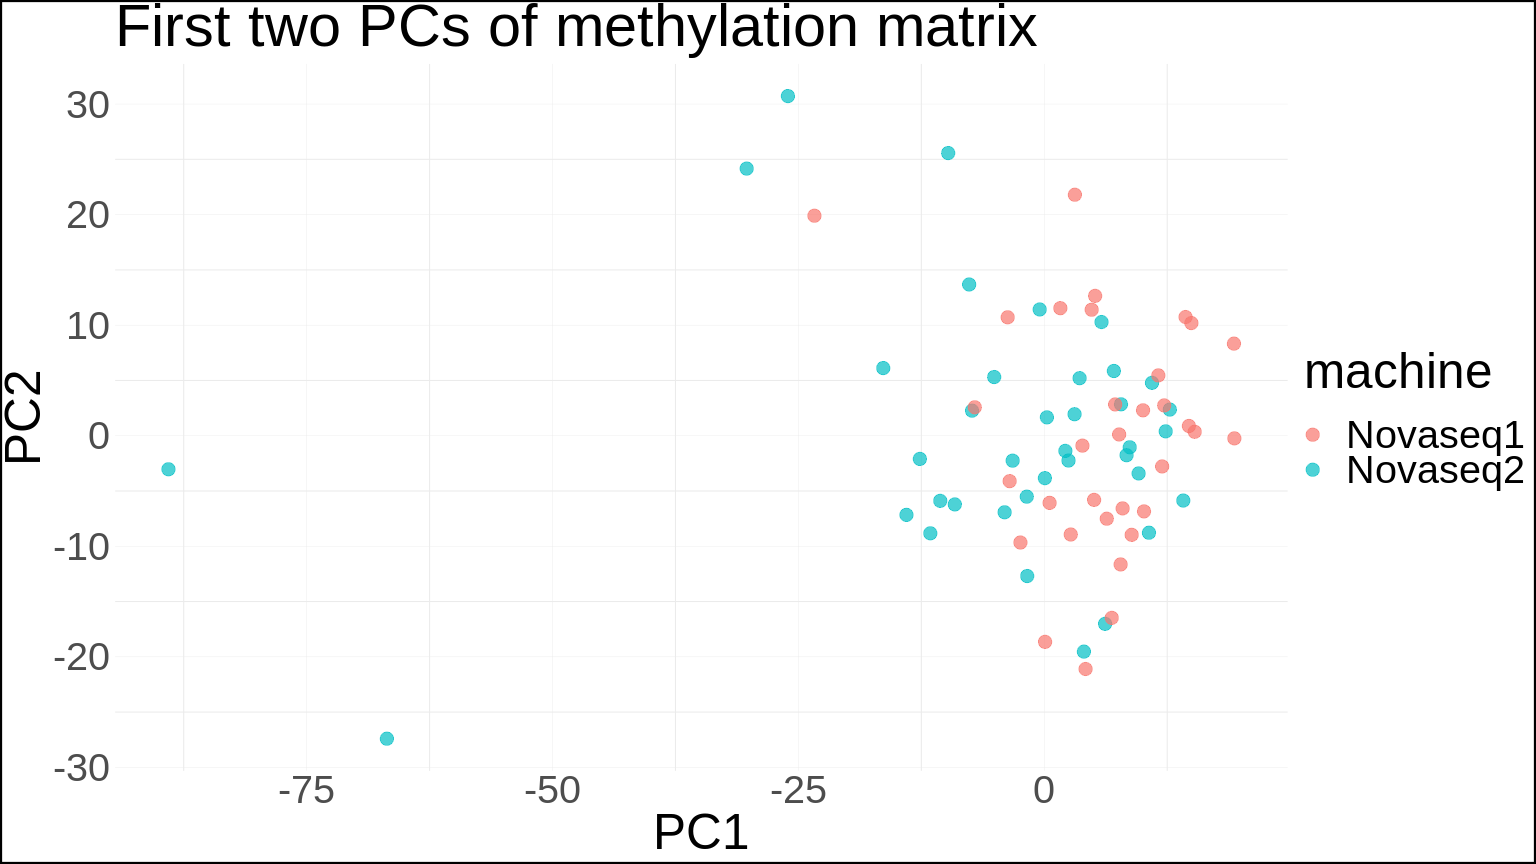 First two PCs of methylation matrix
30
20
10
0
-10
-20
-30
PC2
-75
-50
-25
0
PC1
machine
Novaseq1
Novaseq2